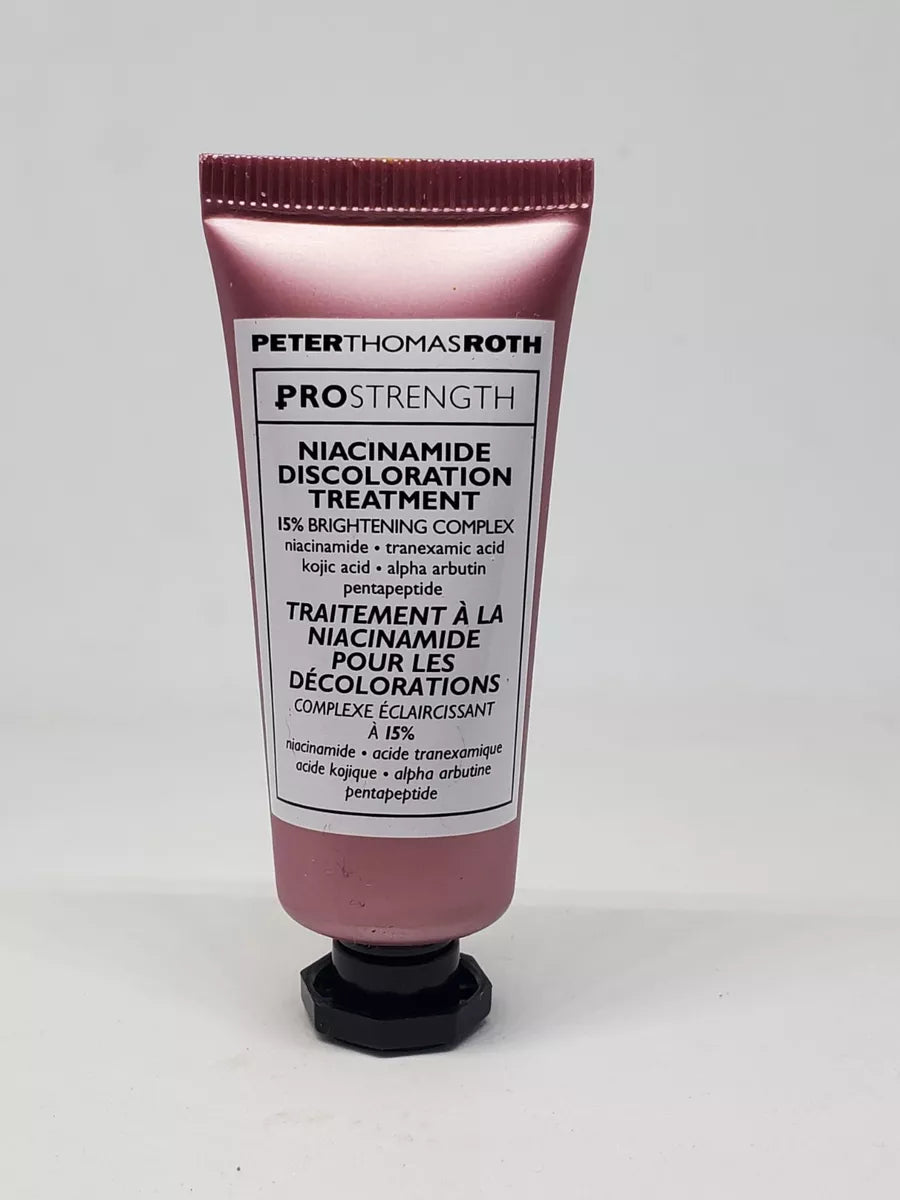 PETERTHOMASROTH
PROSTRENGTH
NIACINAMIDE
DISCOLORATION
TREATMENT
15% BRIGHTENING COMPLEX
niacinamide • tranexamic acid
kojic acid • alpha arbutin
pentapeptide
TRAITEMENT À LA
NIACINAMIDE
POUR LES
DÉCOLORATIONS
COMPLEXE ÉCLAIRCISSANT
À 15%
niacinamide • acide tranexamique
acide kojique • alpha arbutine
pentapeptide